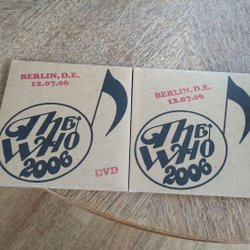 BERLIN, D.E.
12.07.06
THE
WHO
2006
DVD
BERLIN, D.E.
12.07.06
THE
WHO
2006